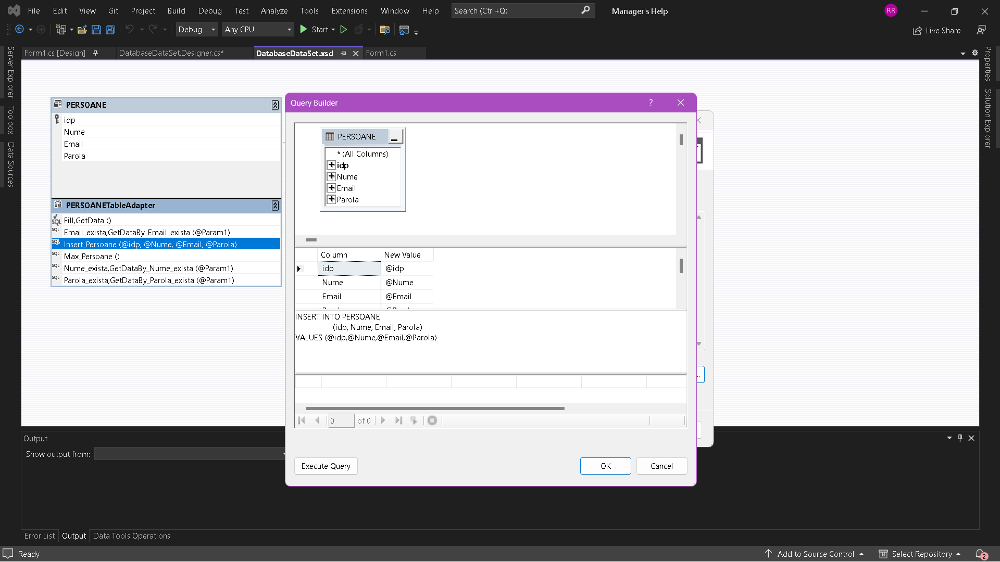 File Edit View Git Project Build Debug Test Analyze Tools Extensions Window Help Search (Ctrl+Q) Manager's Help RR
Debug Any CPU Start Live Share
Form1.cs [Design] DatabaseDataSet.Designer.cs* DatabaseDataSet.xsd Form1.cs
Server Explorer
Toolbox
Data Sources
Properties
Solution Explorer
PERSOANE
idp
Nume
Email
Parola
PERSOANETableAdapter
Fill,GetData ()
Email_exista,GetDataBy_Email_exista (@Param1)
Insert_Persoane (@idp, @Nume, @Email, @Parola)
Max_Persoane ()
Nume_exista,GetDataBy_Nume_exista (@Param1)
Parola_exista,GetDataBy_Parola_exista (@Param1)
SQL
SQL
SQL
SQL
SQL
SQL
Query Builder
PERSOANE
* (All Columns)
idp
Nume
Email
Parola
Column New Value
idp @idp
Nume @Nume
Email @Email
INSERT INTO PERSOANE
(idp, Nume, Email, Parola)
VALUES (@idp,@Nume,@Email,@Parola)
0 of 0
Execute Query OK Cancel
Output
Show output from:
Error List Output Data Tools Operations
Ready Add to Source Control Select Repository 2